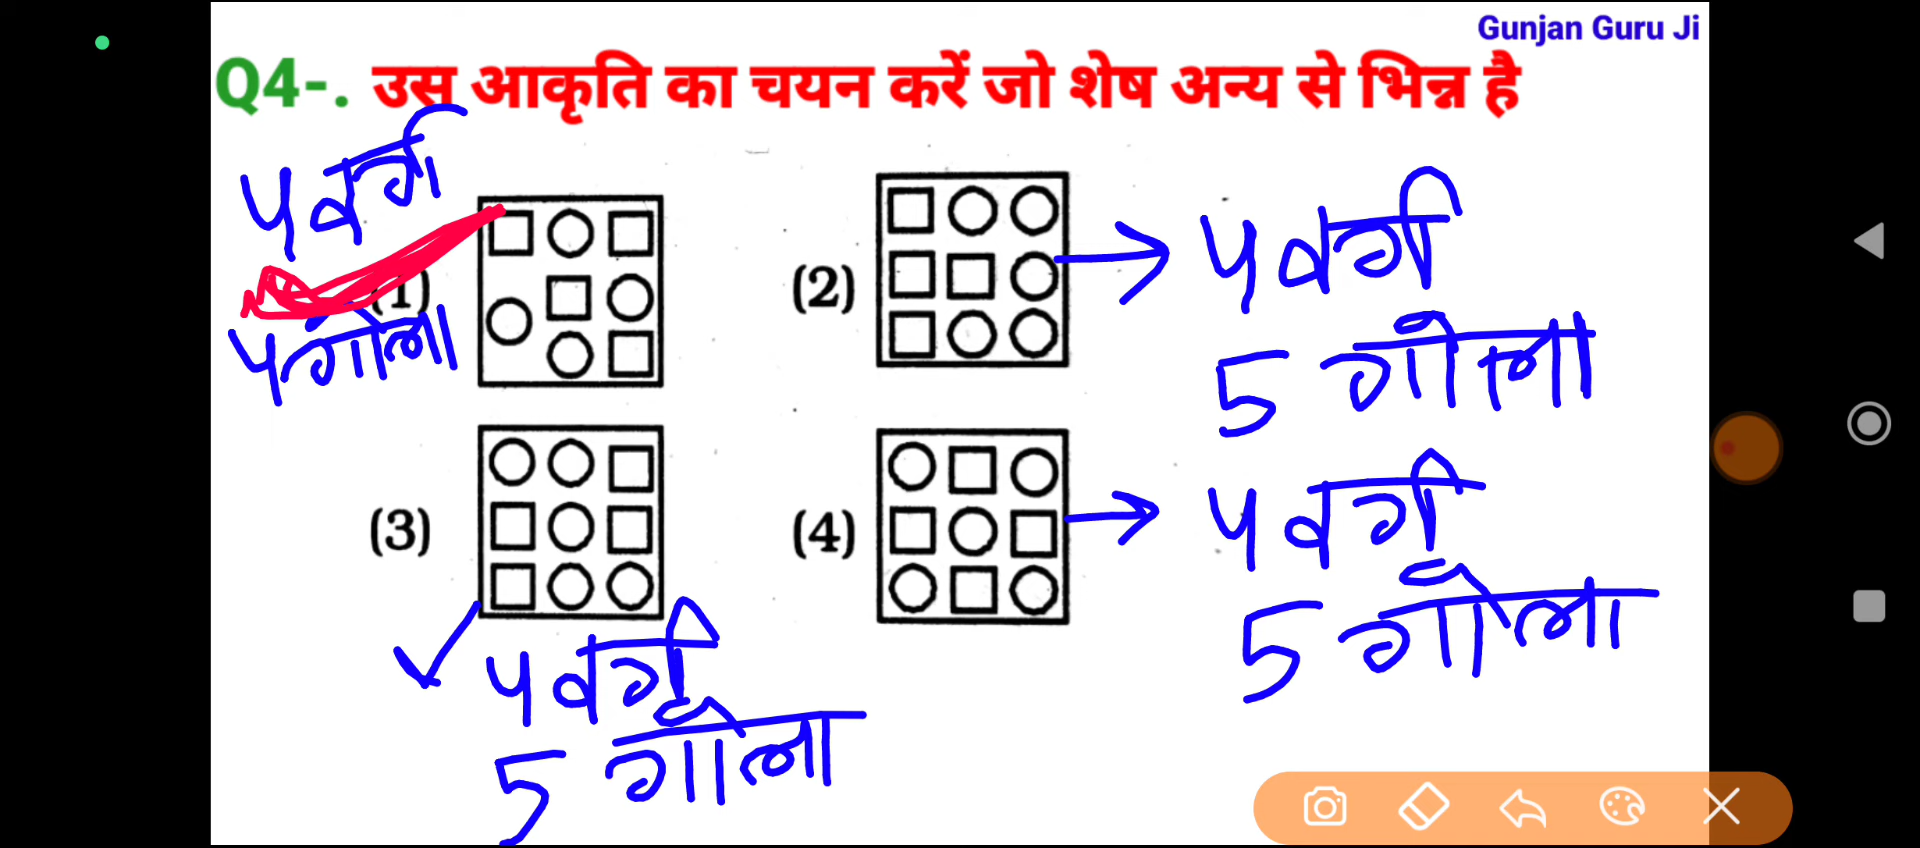 Gunjan Guru Ji
Q4-. उस आकृति का चयन करें जो शेष अन्य से भिन्न है
4 वर्ग
(1)
4 गोला
(2)
4 वर्ग
5 गोला
(3)
4 वर्ग
5 गोला
(4)
4 वर्ग
5 गोला